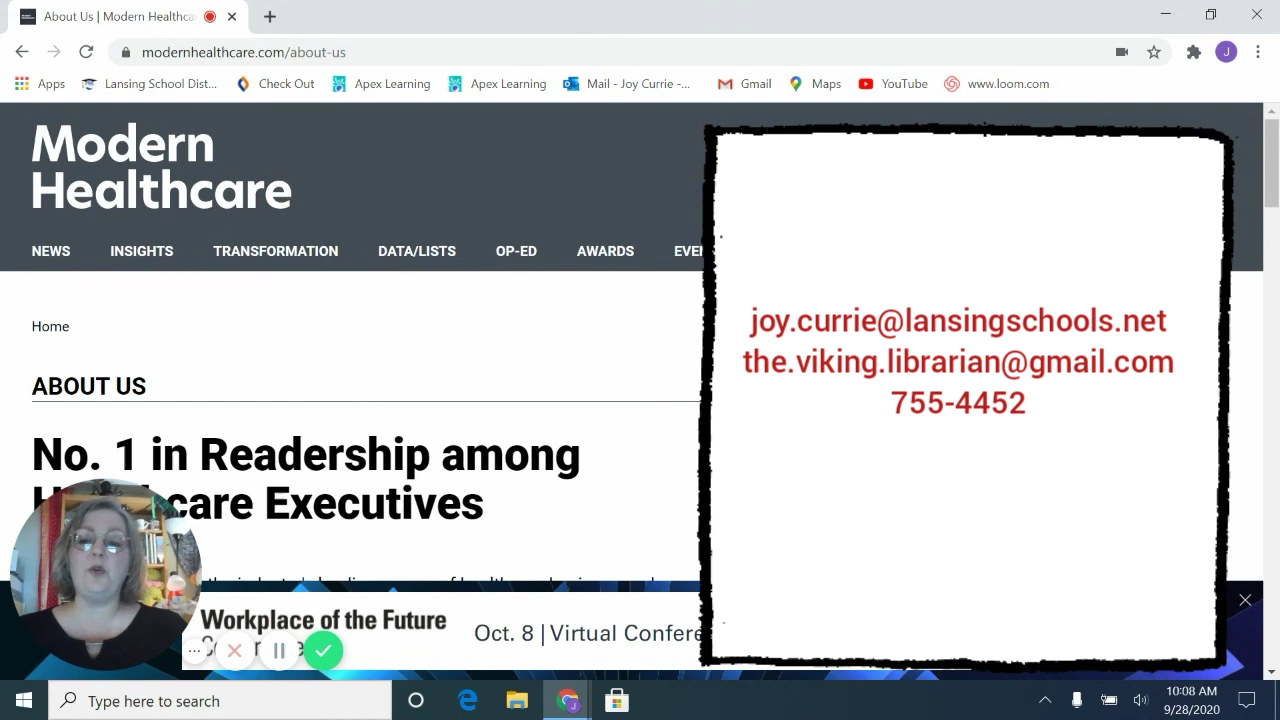 About Us | Modern Healthca
modernhealthcare.com/about-us
J
Apps
Lansing School Dist...
Check Out
Apex Learning
Apex Learning
Mail - Joy Currie -...
Gmail
Maps
YouTube
www.loom.com
Modern
Healthcare
NEWS
INSIGHTS
TRANSFORMATION
DATA/LISTS
OP-ED
AWARDS
Home
ABOUT US
No. 1 in Readership among
care Executives
joy.currie@lansingschools.net
the.viking.librarian@gmail.com
755-4452
Workplace of the Future
Oct. 8 | Virtual
Type here to search
10:08 AM
9/28/2020